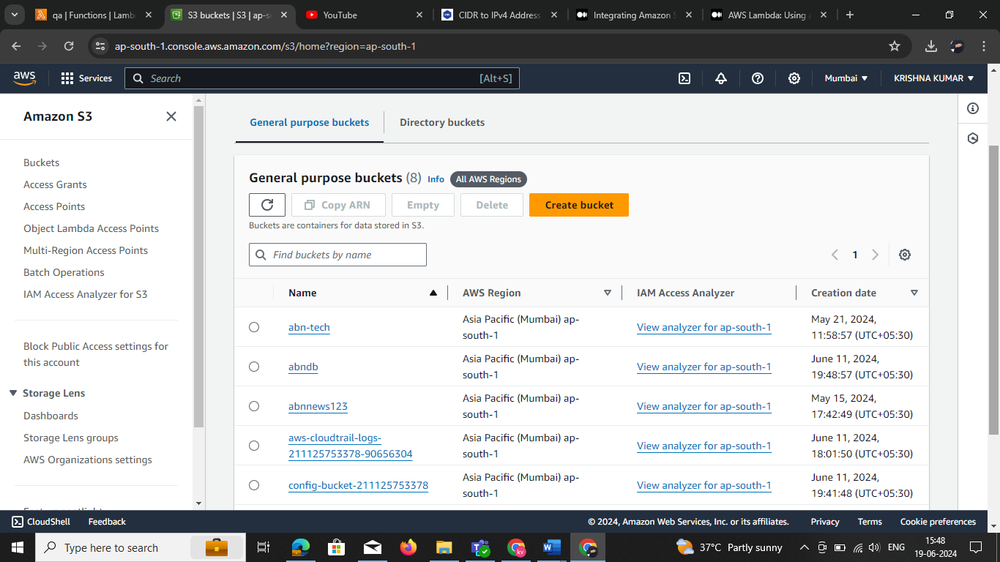 qa | Functions | Lamb
S3 buckets | S3 | ap-s
YouTube
CIDR to IPv4 Address
Integrating Amazon S
AWS Lambda: Using a
ap-south-1.console.aws.amazon.com/s3/home?region=ap-south-1
aws
Services
Search
[Alt+S]
Mumbai
KRISHNA KUMAR
Amazon S3
Buckets
Access Grants
Access Points
Object Lambda Access Points
Multi-Region Access Points
Batch Operations
IAM Access Analyzer for S3
Block Public Access settings for
this account
Storage Lens
Dashboards
Storage Lens groups
AWS Organizations settings
General purpose buckets
Directory buckets
General purpose buckets (8) Info All AWS Regions
Copy ARN
Empty
Delete
Create bucket
Buckets are containers for data stored in S3.
Find buckets by name
1
Name
AWS Region
IAM Access Analyzer
Creation date
abn-tech
Asia Pacific (Mumbai) ap-
south-1
View analyzer for ap-south-1
May 21, 2024,
11:58:57 (UTC+05:30)
abndb
Asia Pacific (Mumbai) ap-
south-1
View analyzer for ap-south-1
June 11, 2024,
19:48:57 (UTC+05:30)
abnnews123
Asia Pacific (Mumbai) ap-
south-1
View analyzer for ap-south-1
May 15, 2024,
17:42:49 (UTC+05:30)
aws-cloudtrail-logs-
211125753378-90656304
Asia Pacific (Mumbai) ap-
south-1
View analyzer for ap-south-1
June 11, 2024,
18:01:50 (UTC+05:30)
config-bucket-211125753378
Asia Pacific (Mumbai) ap-
south-1
View analyzer for ap-south-1
June 11, 2024,
19:41:48 (UTC+05:30)
CloudShell
Feedback
© 2024, Amazon Web Services, Inc. or its affiliates.
Privacy
Terms
Cookie preferences
Type here to search
37°C Partly sunny
ENG
15:48
19-06-2024